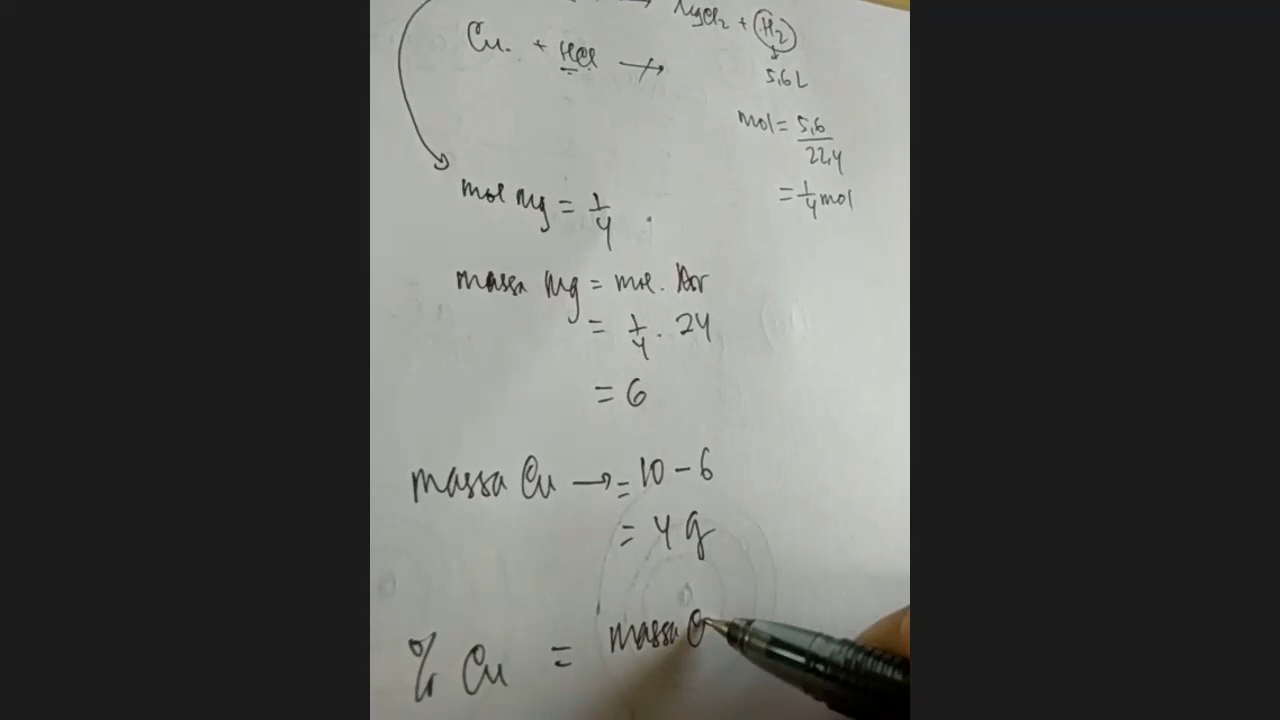 → MgCl₂ + H₂
Cu + HCl ↛
5,6 L
mol = 5,6/22,4
= 1/4 mol
mol Mg = 1/4
massa Mg = mol. Ar
= 1/4 . 24
= 6
massa Cu → = 10 - 6
= 4 g
% Cu = massa C